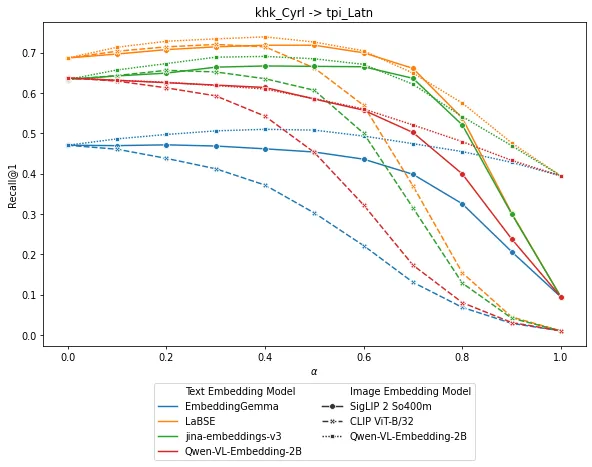 khk_Cyrl -> tpi_Latn
Recall@1
0.7
0.6
0.5
0.4
0.3
0.2
0.1
0.0
0.0 0.2 0.4 0.6 0.8 1.0
α
Text Embedding Model
EmbeddingGemma
LaBSE
jina-embeddings-v3
Qwen-VL-Embedding-2B
Image Embedding Model
SigLIP 2 So400m
CLIP ViT-B/32
Qwen-VL-Embedding-2B